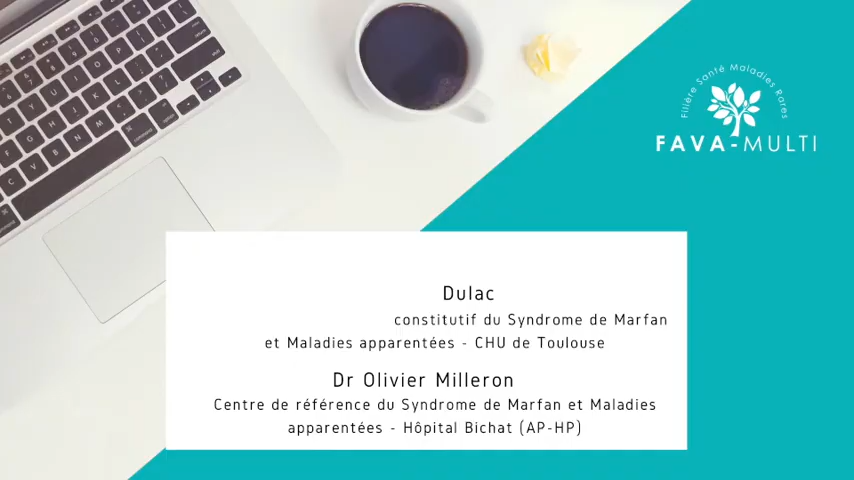 Filière Santé Maladies Rares
FAVA-MULTI
Dulac
constitutif du Syndrome de Marfan
et Maladies apparentées - CHU de Toulouse
Dr Olivier Milleron
Centre de référence du Syndrome de Marfan et Maladies
apparentées - Hôpital Bichat (AP-HP)